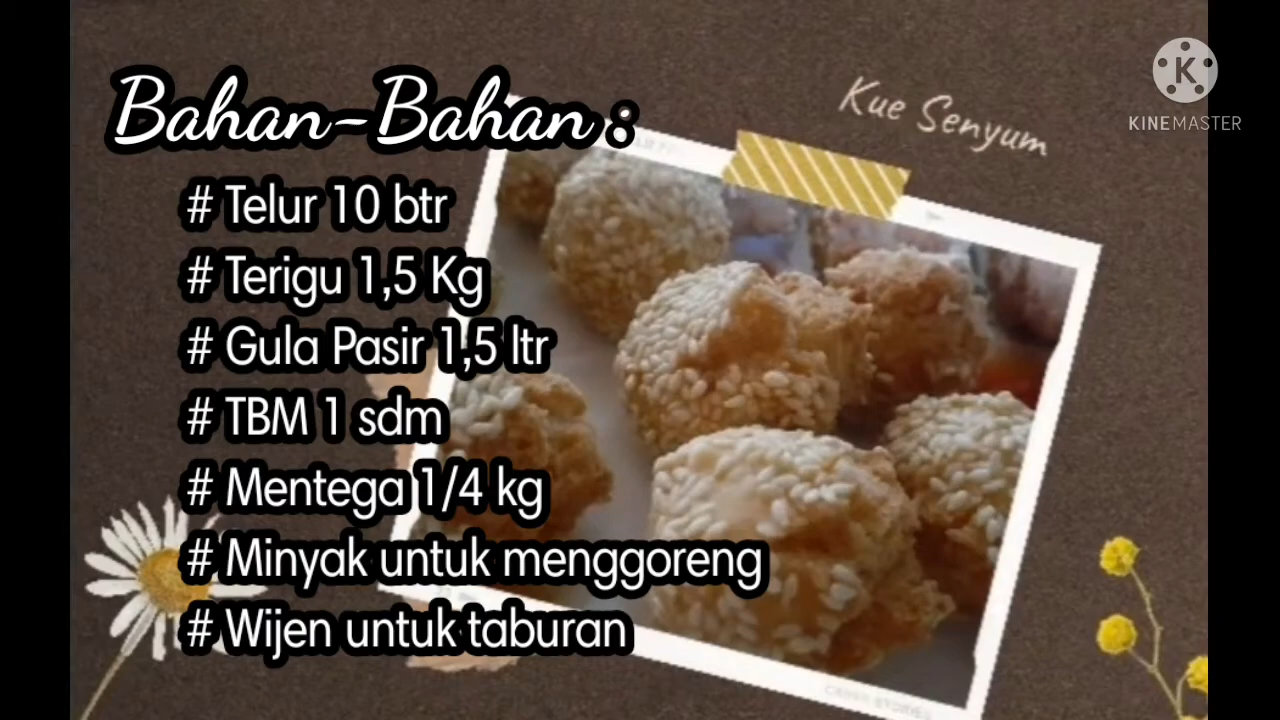 Bahan-Bahan :
Kue Senyum
KINEMASTER
# Telur 10 btr
# Terigu 1,5 Kg
# Gula Pasir 1,5 ltr
# TBM 1 sdm
# Mentega 1/4 kg
# Minyak untuk menggoreng
# Wijen untuk taburan